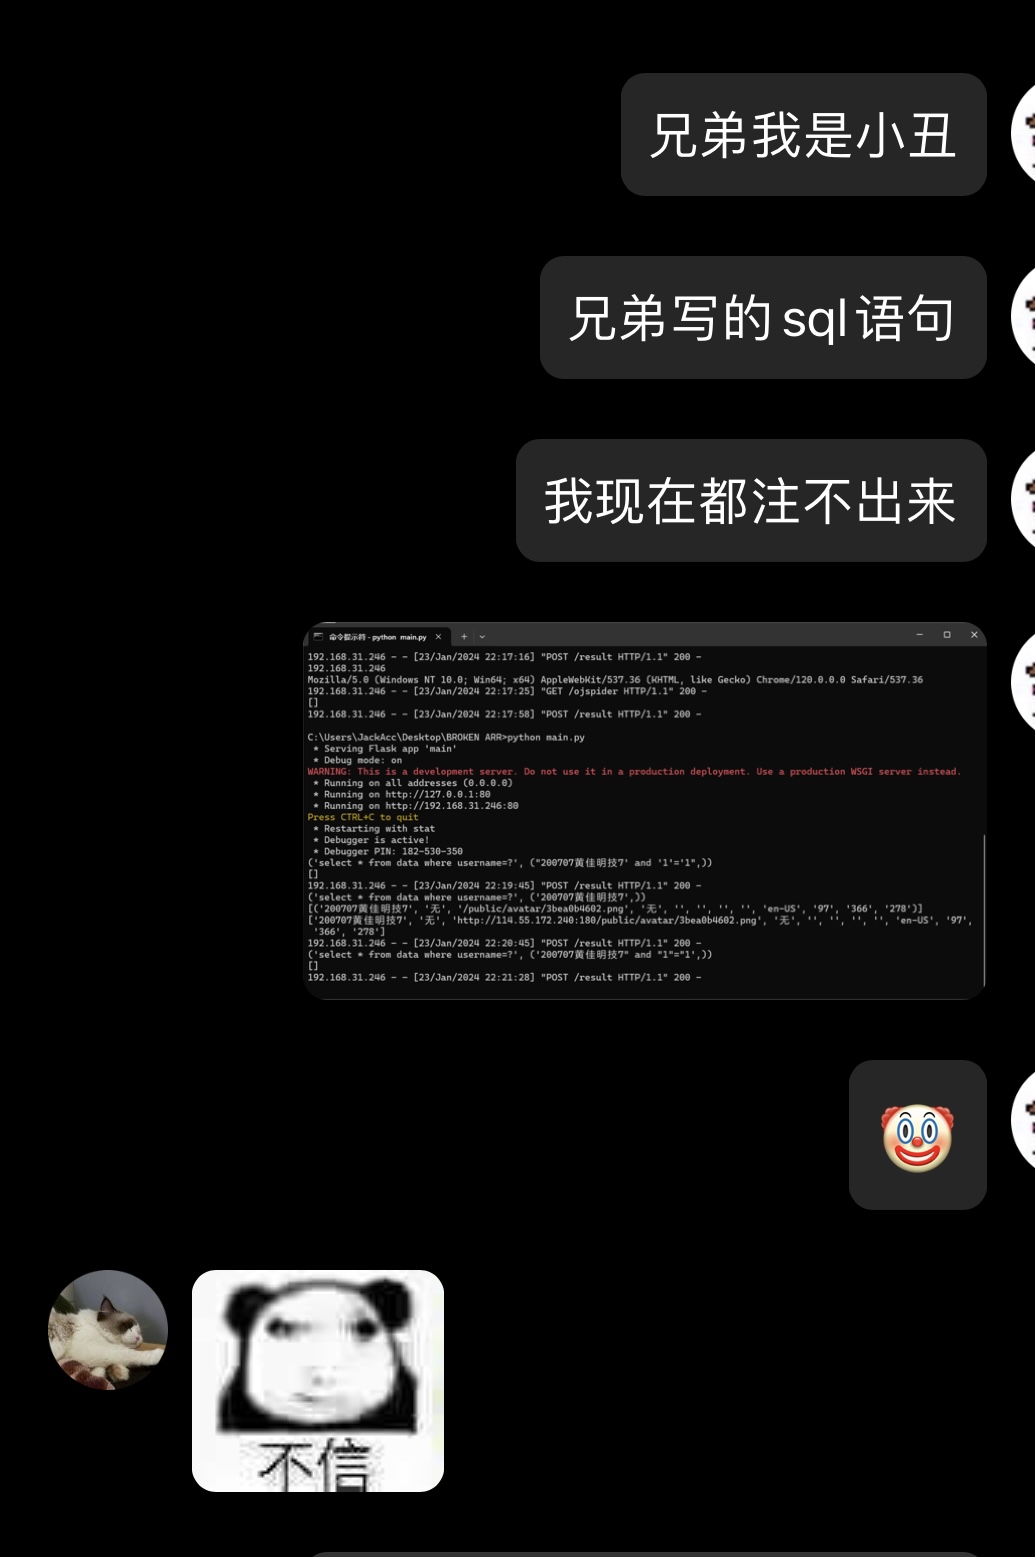 兄弟我是小丑
兄弟写的sql语句
我现在都注不出来
命令提示符 - python main.py
192.168.31.246 - - [23/Jan/2024 22:17:16] "POST /result HTTP/1.1" 200 -
192.168.31.246
Mozilla/5.0 (Windows NT 10.0; Win64; x64) AppleWebKit/537.36 (KHTML, like Gecko) Chrome/120.0.0.0 Safari/537.36
192.168.31.246 - - [23/Jan/2024 22:17:25] "GET /ojspider HTTP/1.1" 200 -
[]
192.168.31.246 - - [23/Jan/2024 22:17:58] "POST /result HTTP/1.1" 200 -
C:\Users\JackAcc\Desktop\BROKEN ARR>python main.py
* Serving Flask app 'main'
* Debug mode: on
WARNING: This is a development server. Do not use it in a production deployment. Use a production WSGI server instead.
* Running on all addresses (0.0.0.0)
* Running on http://127.0.0.1:80
* Running on http://192.168.31.246:80
Press CTRL+C to quit
* Restarting with stat
* Debugger is active!
* Debugger PIN: 182-530-350
('select * from data where username=?', ("200707黄佳明技7' and '1'='1",))
[]
192.168.31.246 - - [23/Jan/2024 22:19:45] "POST /result HTTP/1.1" 200 -
('select * from data where username=?', ('200707黄佳明技7',))
[('200707黄佳明技7', '无', '/public/avatar/3bea0b4602.png', '无', '', '', '', '', 'en-US', '97', '366', '278')]
['200707黄佳明技7', '无', 'http://114.55.172.240:180/public/avatar/3bea0b4602.png', '无', '', '', '', '', 'en-US', '97',
'366', '278']
192.168.31.246 - - [23/Jan/2024 22:20:45] "POST /result HTTP/1.1" 200 -
('select * from data where username=?', ('200707黄佳明技7" and "1"="1',))
[]
192.168.31.246 - - [23/Jan/2024 22:21:28] "POST /result HTTP/1.1" 200 -
不信